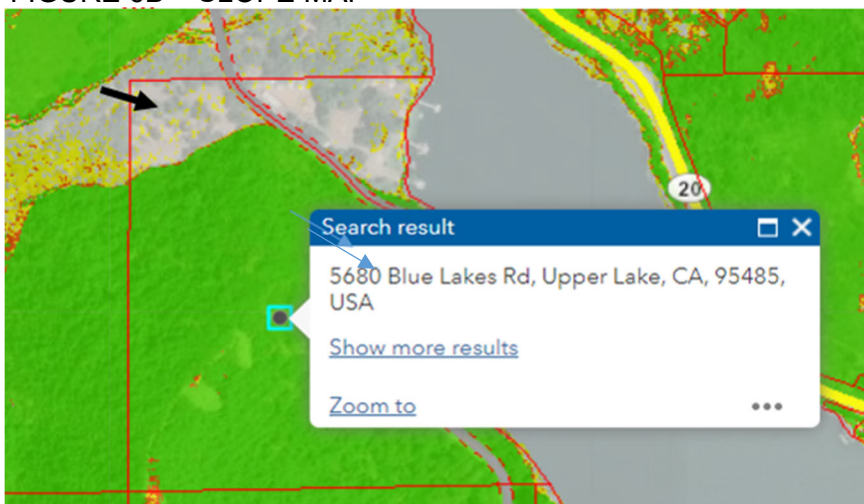 20
Search result
5680 Blue Lakes Rd, Upper Lake, CA, 95485,
USA
Show more results
Zoom to